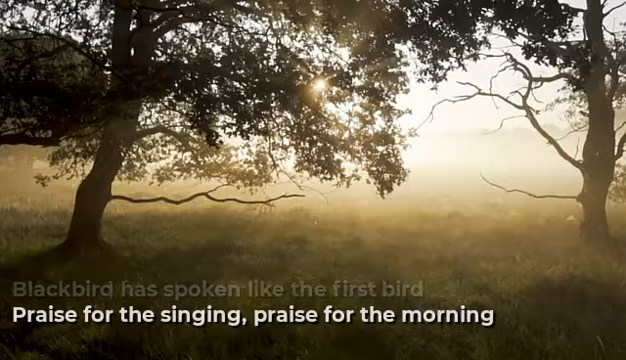 Blackbird has spoken like the first bird
Praise for the singing, praise for the morning